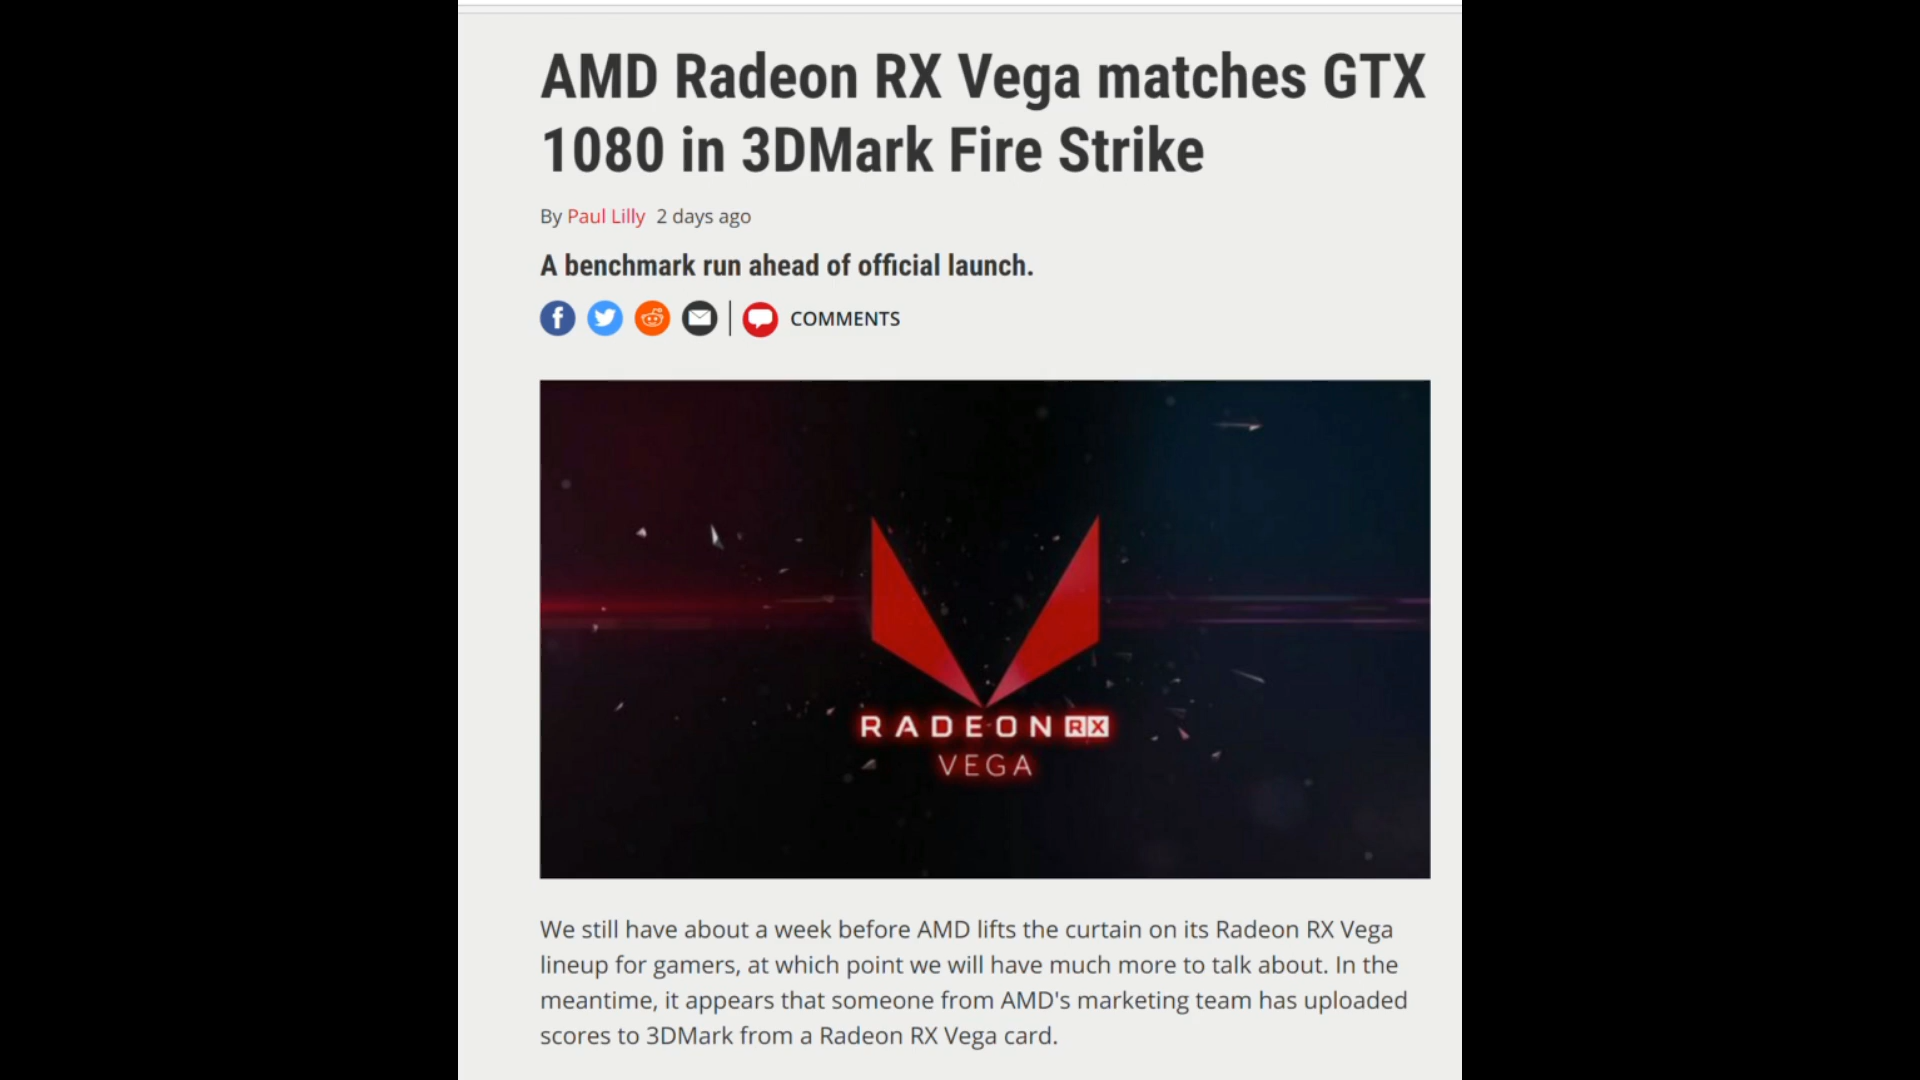 AMD Radeon RX Vega matches GTX
1080 in 3DMark Fire Strike
By Paul Lilly 2 days ago
A benchmark run ahead of official launch.
COMMENTS
RADEON RX
VEGA
We still have about a week before AMD lifts the curtain on its Radeon RX Vega
lineup for gamers, at which point we will have much more to talk about. In the
meantime, it appears that someone from AMD's marketing team has uploaded
scores to 3DMark from a Radeon RX Vega card.